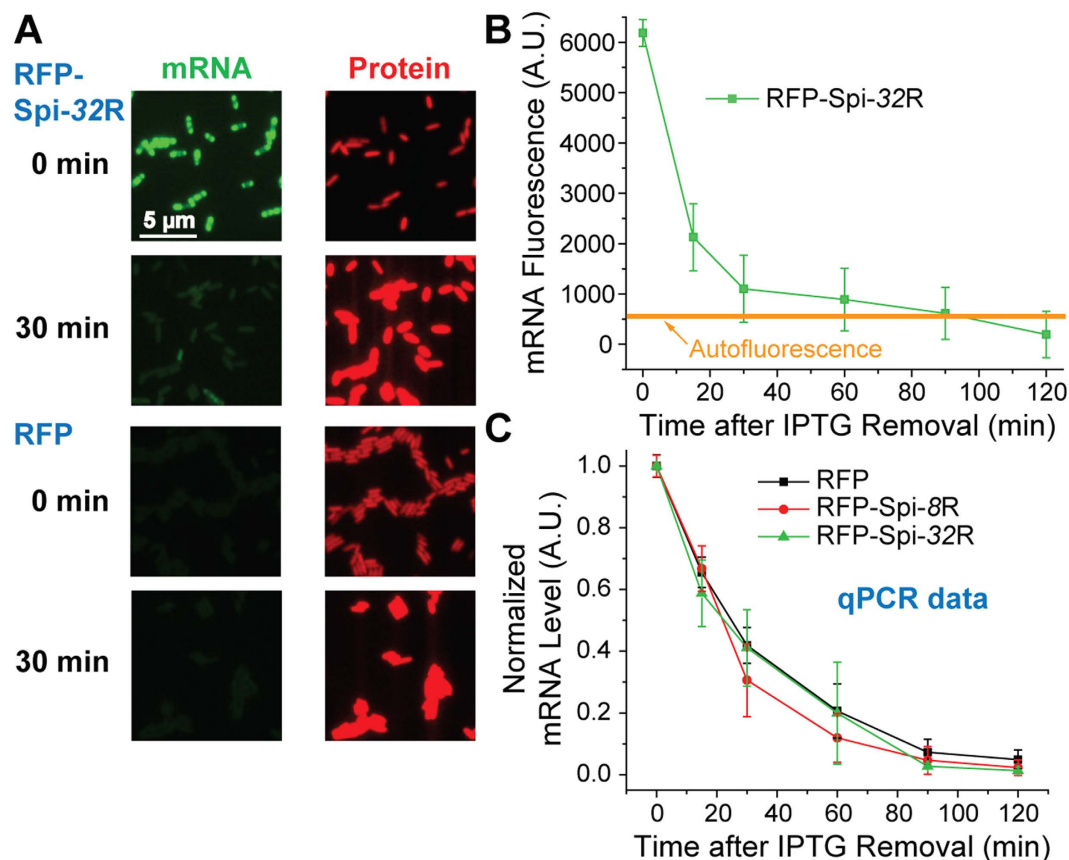 A
RFP-
Spi-32R
mRNA
Protein
0 min
5 µm
30 min
RFP
0 min
30 min
B
mRNA Fluorescence (A.U.)
6000
5000
4000
3000
2000
1000
0
RFP-Spi-32R
Autofluorescence
0 20 40 60 80 100 120
Time after IPTG Removal (min)
C
Normalized
mRNA Level (A.U.)
1.0
0.8
0.6
0.4
0.2
0.0
RFP
RFP-Spi-8R
RFP-Spi-32R
qPCR data
0 20 40 60 80 100 120
Time after IPTG Removal (min)